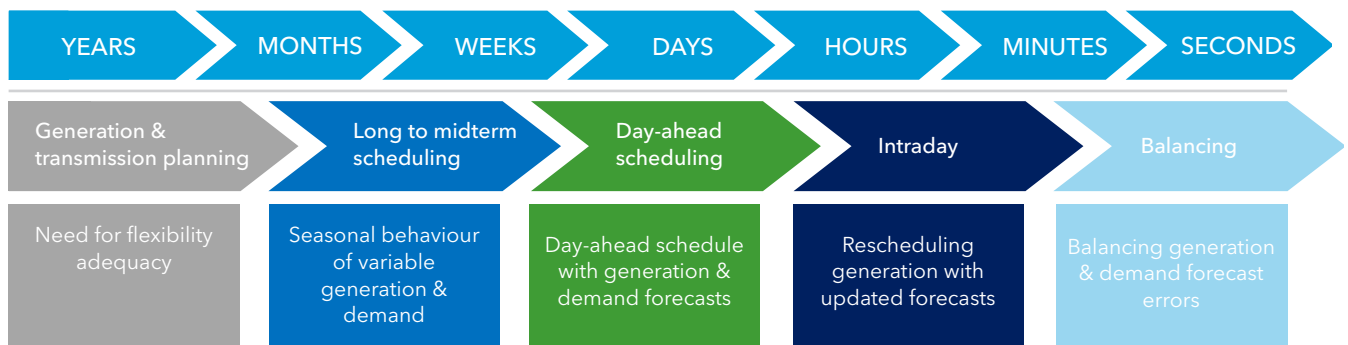 YEARS
MONTHS
WEEKS
DAYS
HOURS
MINUTES
SECONDS
Generation &
transmission planning
Long to midterm
scheduling
Day-ahead
scheduling
Intraday
Balancing
Need for flexibility
adequacy
Seasonal behaviour
of variable
generation &
demand
Day-ahead schedule
with generation &
demand forecasts
Rescheduling
generation with
updated forecasts
Balancing generation
& demand forecast
errors